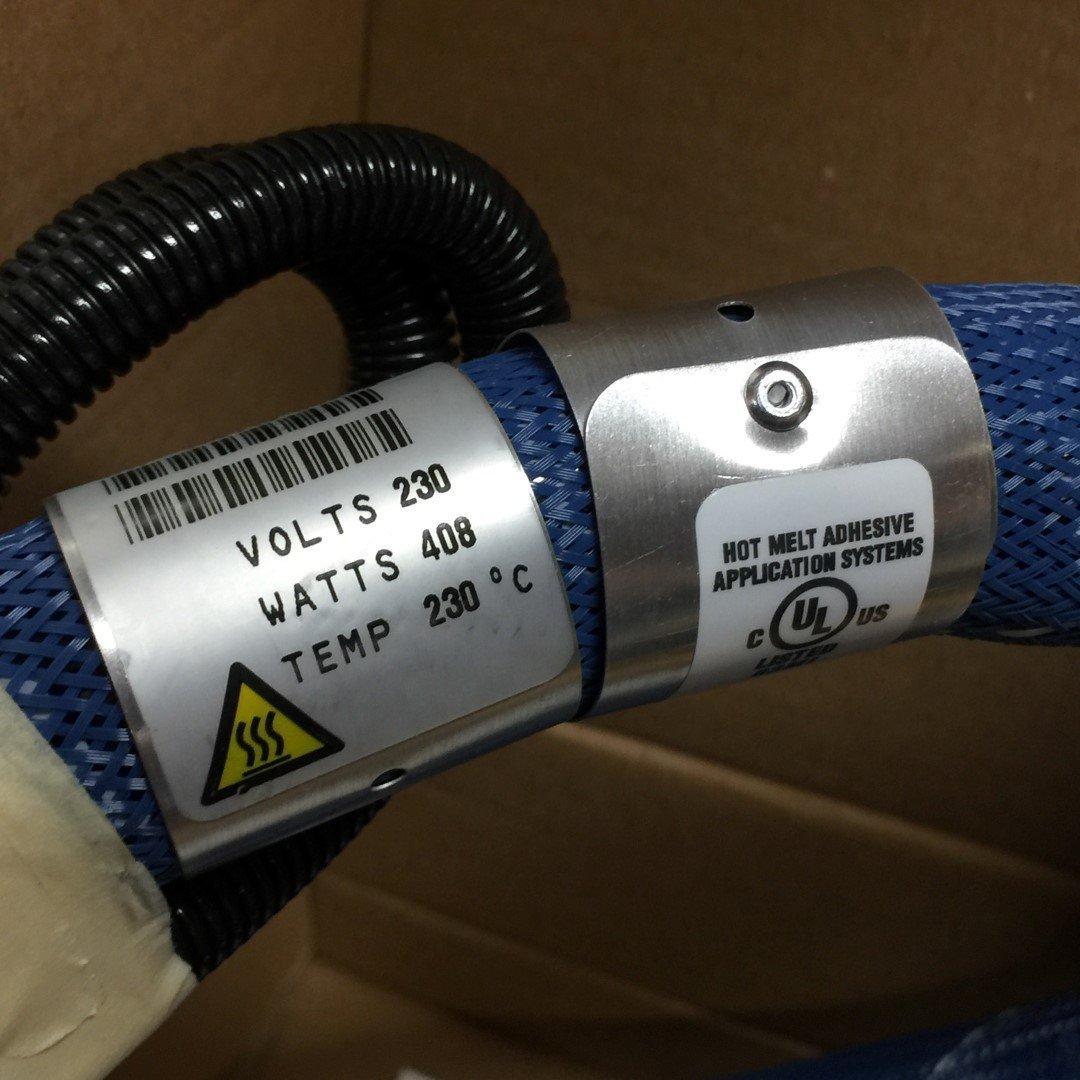 VOLTS 230
WATTS 408
TEMP 230 °C
HOT MELT ADHESIVE
APPLICATION SYSTEMS
C UL US
LISTED